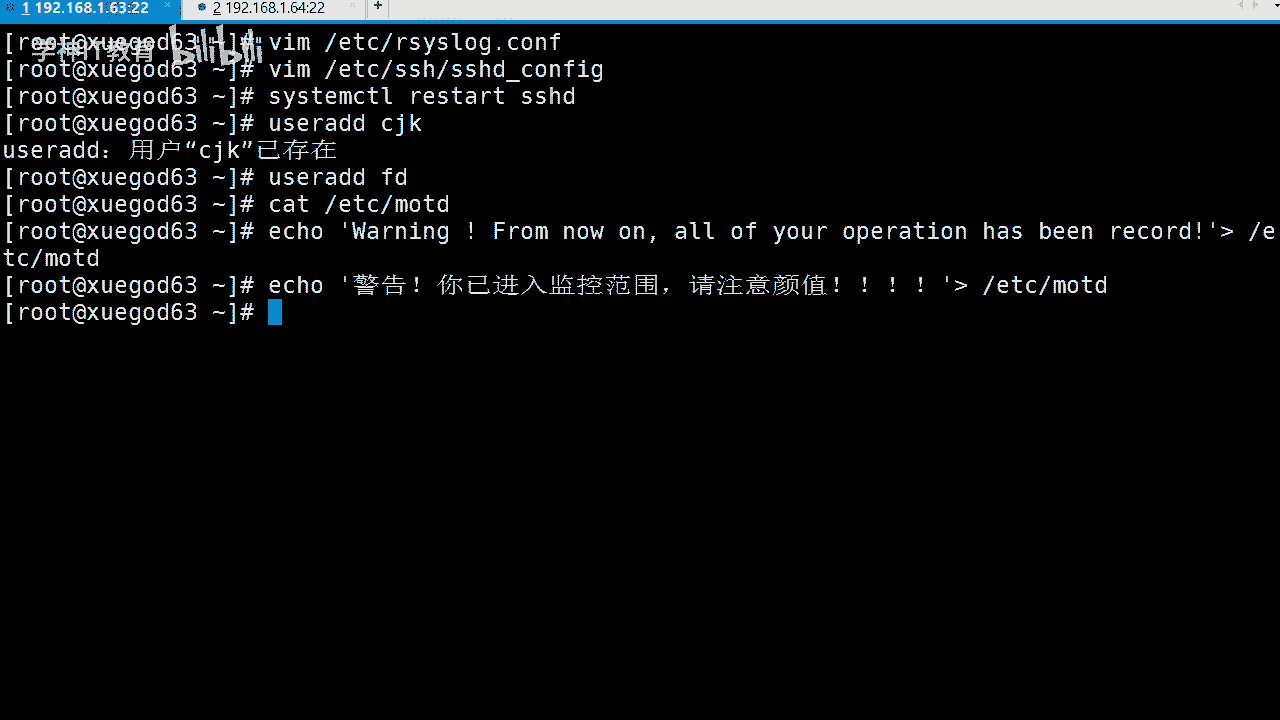 1 192.168.1.63:22 × 2 192.168.1.64:22 × +
学神IT教育 bilibili
[root@xuegod63 ~]# vim /etc/rsyslog.conf
[root@xuegod63 ~]# vim /etc/ssh/sshd_config
[root@xuegod63 ~]# systemctl restart sshd
[root@xuegod63 ~]# useradd cjk
useradd：用户“cjk”已存在
[root@xuegod63 ~]# useradd fd
[root@xuegod63 ~]# cat /etc/motd
[root@xuegod63 ~]# echo 'Warning ! From now on, all of your operation has been record!'> /e
tc/motd
[root@xuegod63 ~]# echo '警告！你已进入监控范围，请注意颜值！！！！'> /etc/motd
[root@xuegod63 ~]#